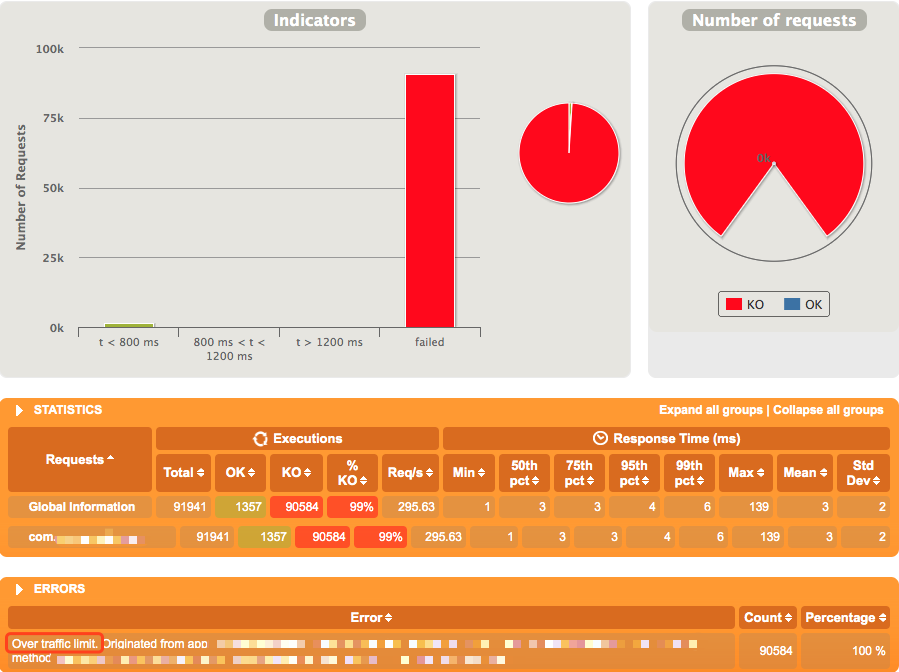 Indicators
100k
75k
50k
25k
0k
Number of Requests
t < 800 ms
800 ms < t <
1200 ms
t > 1200 ms
failed
Number of requests
0k
KO
OK
STATISTICS
Expand all groups | Collapse all groups
Requests
Executions
Response Time (ms)
Total
OK
KO
%
KO
Req/s
Min
50th
pct
75th
pct
95th
pct
99th
pct
Max
Mean
Std
Dev
Global Information 91941 1357 90584 99% 295.63 1 3 3 4 6 139 3 2
com. 91941 1357 90584 99% 295.63 1 3 3 4 6 139 3 2
ERRORS
Error Count Percentage
Over traffic limit. Originated from app
method
90584 100 %